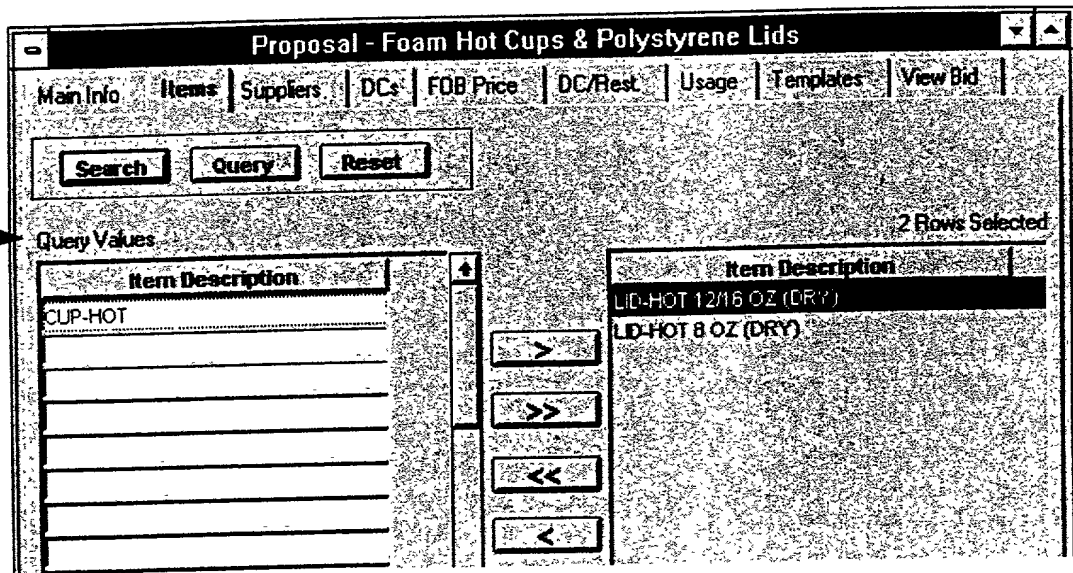 Proposal - Foam Hot Cups & Polystyrene Lids
Main Info Items Suppliers DCs FOB Price DC/Rest. Usage Templates View Bid
Search Query Reset
2 Rows Selected
Query Values
Item Description Item Description
CUP-HOT LID-HOT 12/16 OZ (DRY)
LID-HOT 8 OZ (DRY)
>
>>
<<
<